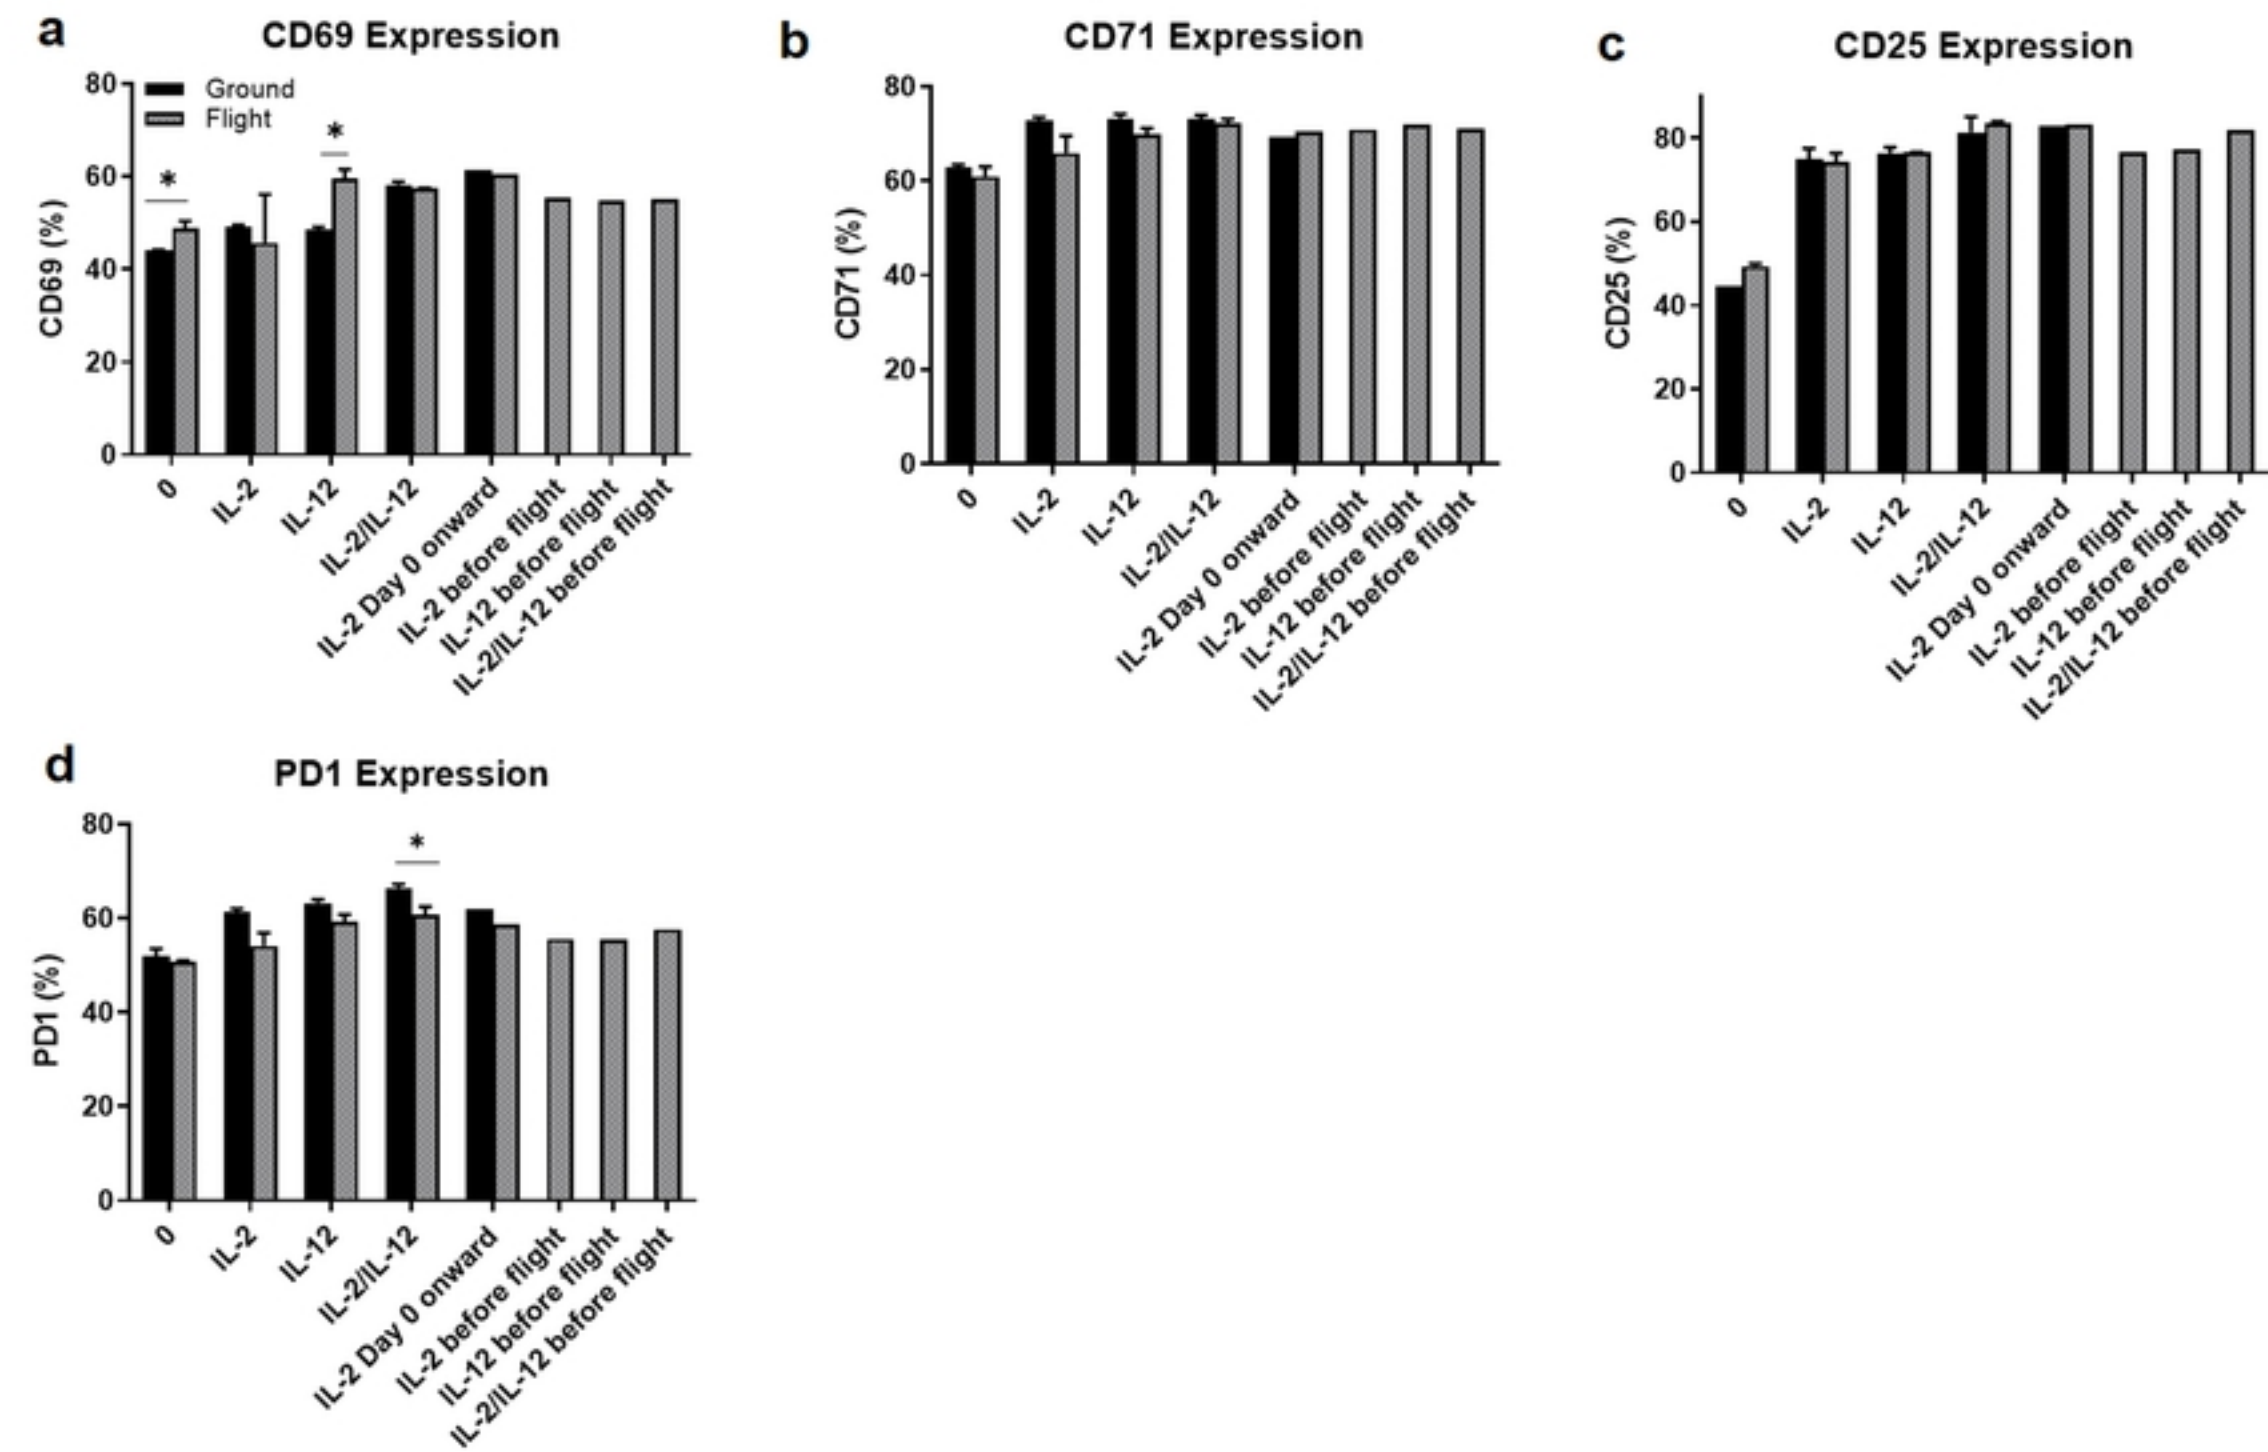 a
CD69 Expression
Ground
Flight
*
*
CD69 (%)
80
60
40
20
0
0
IL-2
IL-12
IL-2/IL-12
IL-2 Day 0 onward
IL-2 before flight
IL-12 before flight
IL-2/IL-12 before flight
b
CD71 Expression
CD71 (%)
80
60
40
20
0
0
IL-2
IL-12
IL-2/IL-12
IL-2 Day 0 onward
IL-2 before flight
IL-12 before flight
IL-2/IL-12 before flight
c
CD25 Expression
CD25 (%)
80
60
40
20
0
0
IL-2
IL-12
IL-2/IL-12
IL-2 Day 0 onward
IL-2 before flight
IL-12 before flight
IL-2/IL-12 before flight
d
PD1 Expression
*
PD1 (%)
80
60
40
20
0
0
IL-2
IL-12
IL-2/IL-12
IL-2 Day 0 onward
IL-2 before flight
IL-12 before flight
IL-2/IL-12 before flight